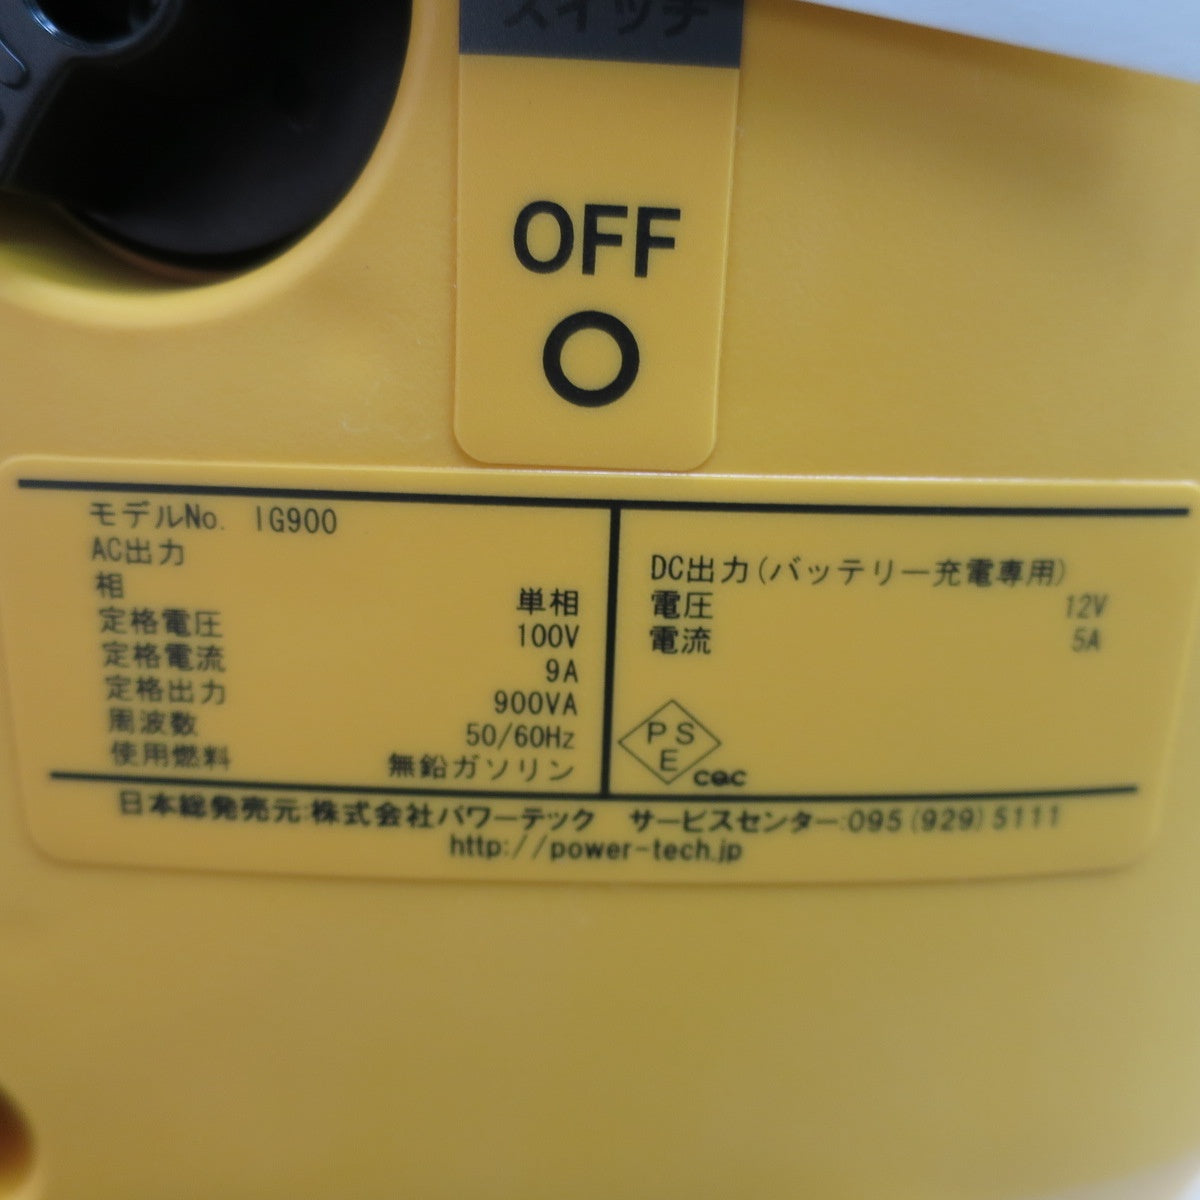 スイッチ
OFF
モデルNo. IG900
AC出力
相 単相
定格電圧 100V
定格電流 9A
定格出力 900VA
周波数 50/60Hz
使用燃料 無鉛ガソリン
DC出力(バッテリー充電専用)
電圧 12V
電流 5A
PS
E
cqc
日本総発売元:株式会社パワーテック サービスセンター:095(929)5111
http://power-tech.jp